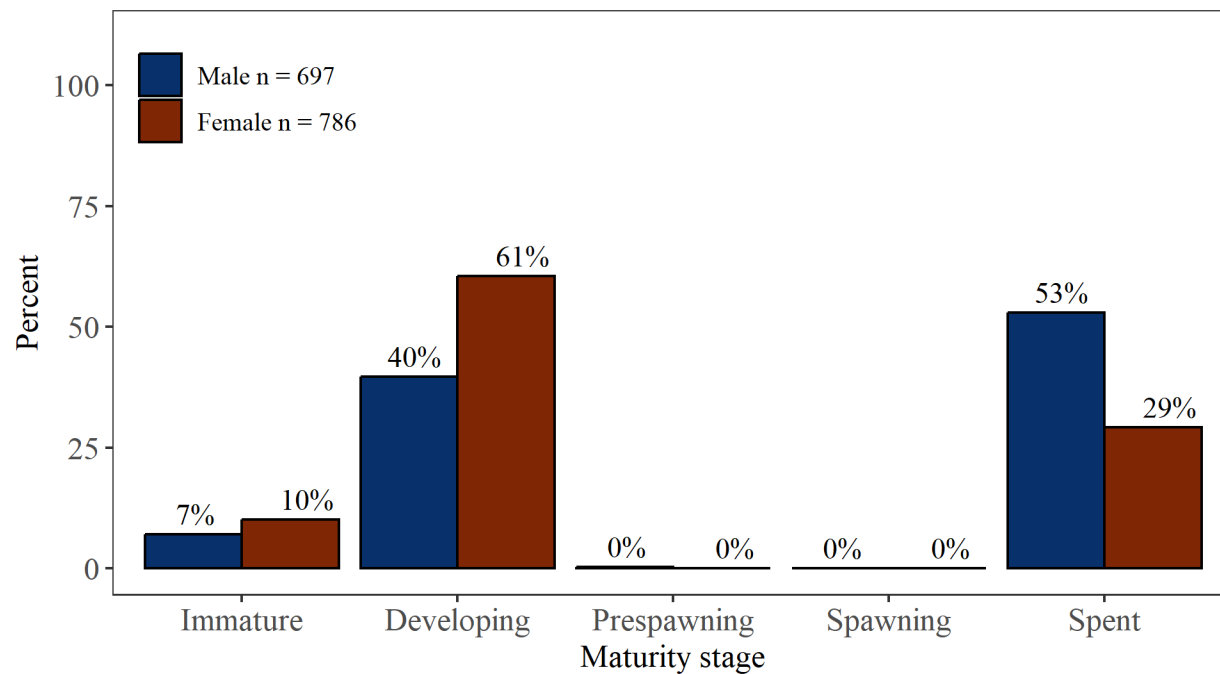 Male n = 697
Female n = 786
Percent
100
75
50
25
0
7%
10%
40%
61%
0%
0%
0%
0%
53%
29%
Immature
Developing
Prespawning
Spawning
Spent
Maturity stage